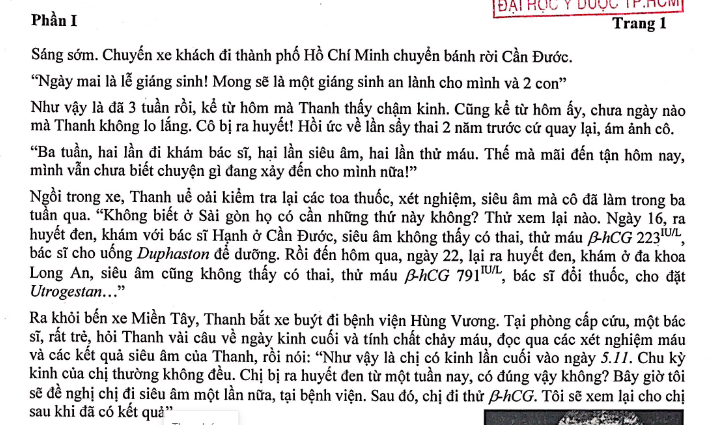 ĐẠI HỌC Y DƯỢC TP.HCM
Phần I
Trang 1
Sáng sớm. Chuyến xe khách đi thành phố Hồ Chí Minh chuyển bánh rời Cần Đước.
“Ngày mai là lễ giáng sinh! Mong sẽ là một giáng sinh an lành cho mình và 2 con”
Như vậy là đã 3 tuần rồi, kể từ hôm mà Thanh thấy chậm kinh. Cũng kể từ hôm ấy, chưa ngày nào
mà Thanh không lo lắng. Cô bị ra huyết! Hồi ức về lần sẩy thai 2 năm trước cứ quay lại, ám ảnh cô.
“Ba tuần, hai lần đi khám bác sĩ, hai lần siêu âm, hai lần thử máu. Thế mà mãi đến tận hôm nay,
mình vẫn chưa biết chuyện gì đang xảy đến cho mình nữa!”
Ngồi trong xe, Thanh uể oải kiểm tra lại các toa thuốc, xét nghiệm, siêu âm mà cô đã làm trong ba
tuần qua. “Không biết ở Sài gòn họ có cần những thứ này không? Thử xem lại nào. Ngày 16, ra
huyết đen, khám với bác sĩ Hạnh ở Cần Đước, siêu âm không thấy có thai, thử máu β-hCG 223IU/L,
bác sĩ cho uống Duphaston để dưỡng. Rồi đến hôm qua, ngày 22, lại ra huyết đen, khám ở đa khoa
Long An, siêu âm cũng không thấy có thai, thử máu β-hCG 791IU/L, bác sĩ đổi thuốc, cho đặt
Utrogestan…”
Ra khỏi bến xe Miền Tây, Thanh bắt xe buýt đi bệnh viện Hùng Vương. Tại phòng cấp cứu, một bác
sĩ, rất trẻ, hỏi Thanh vài câu về ngày kinh cuối và tính chất chảy máu, đọc qua các xét nghiệm máu
và các kết quả siêu âm của Thanh, rồi nói: “Như vậy là chị có kinh lần cuối vào ngày 5.11. Chu kỳ
kinh của chị thường không đều. Chị bị ra huyết đen từ một tuần nay, có đúng vậy không? Bây giờ tôi
sẽ đề nghị chị đi siêu âm một lần nữa, tại bệnh viện. Sau đó, chị đi thử β-hCG. Tôi sẽ xem lại cho chị
sau khi đã có kết quả”